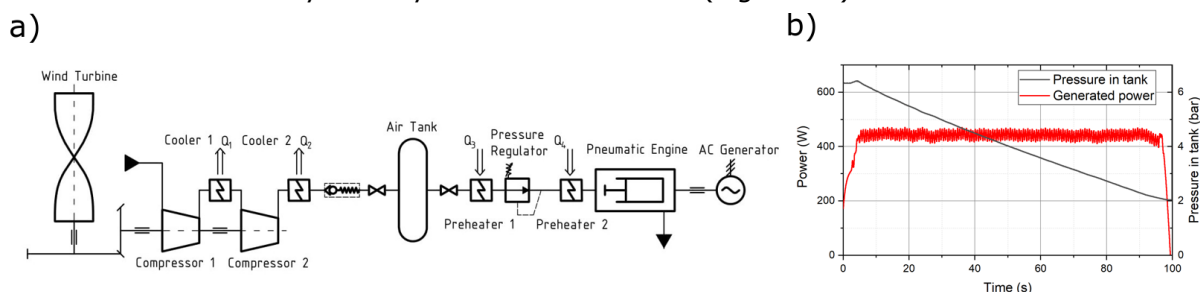 a)
b)
Wind Turbine
Cooler 1 Q1 Cooler 2 Q2
Air Tank
Q3 Pressure Regulator Q4
Pneumatic Engine
AC Generator
Preheater 1 Preheater 2
Compressor 1 Compressor 2
Pressure in tank
Generated power
Power (W)
600
400
200
0
0 20 40 60 80 100
Time (s)
6
4
2
0
Pressure in tank (bar)